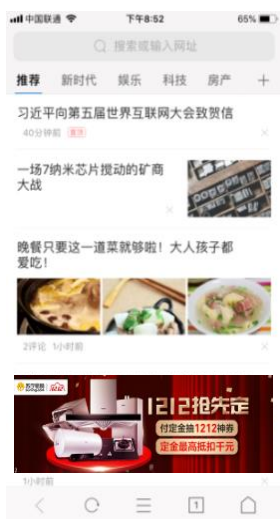 中国联通
下午8:52
65%
搜索或输入网址
推荐 新时代 娱乐 科技 房产
习近平向第五届世界互联网大会致贺信
40分钟前
一场7纳米芯片搅动的矿商
大战
晚餐只要这一道菜就够啦！大人孩子都
爱吃！
2评论 1小时前
苏宁易购
1212抢先定
付定金抽1212神券
定金最高抵扣千元
1小时前
1